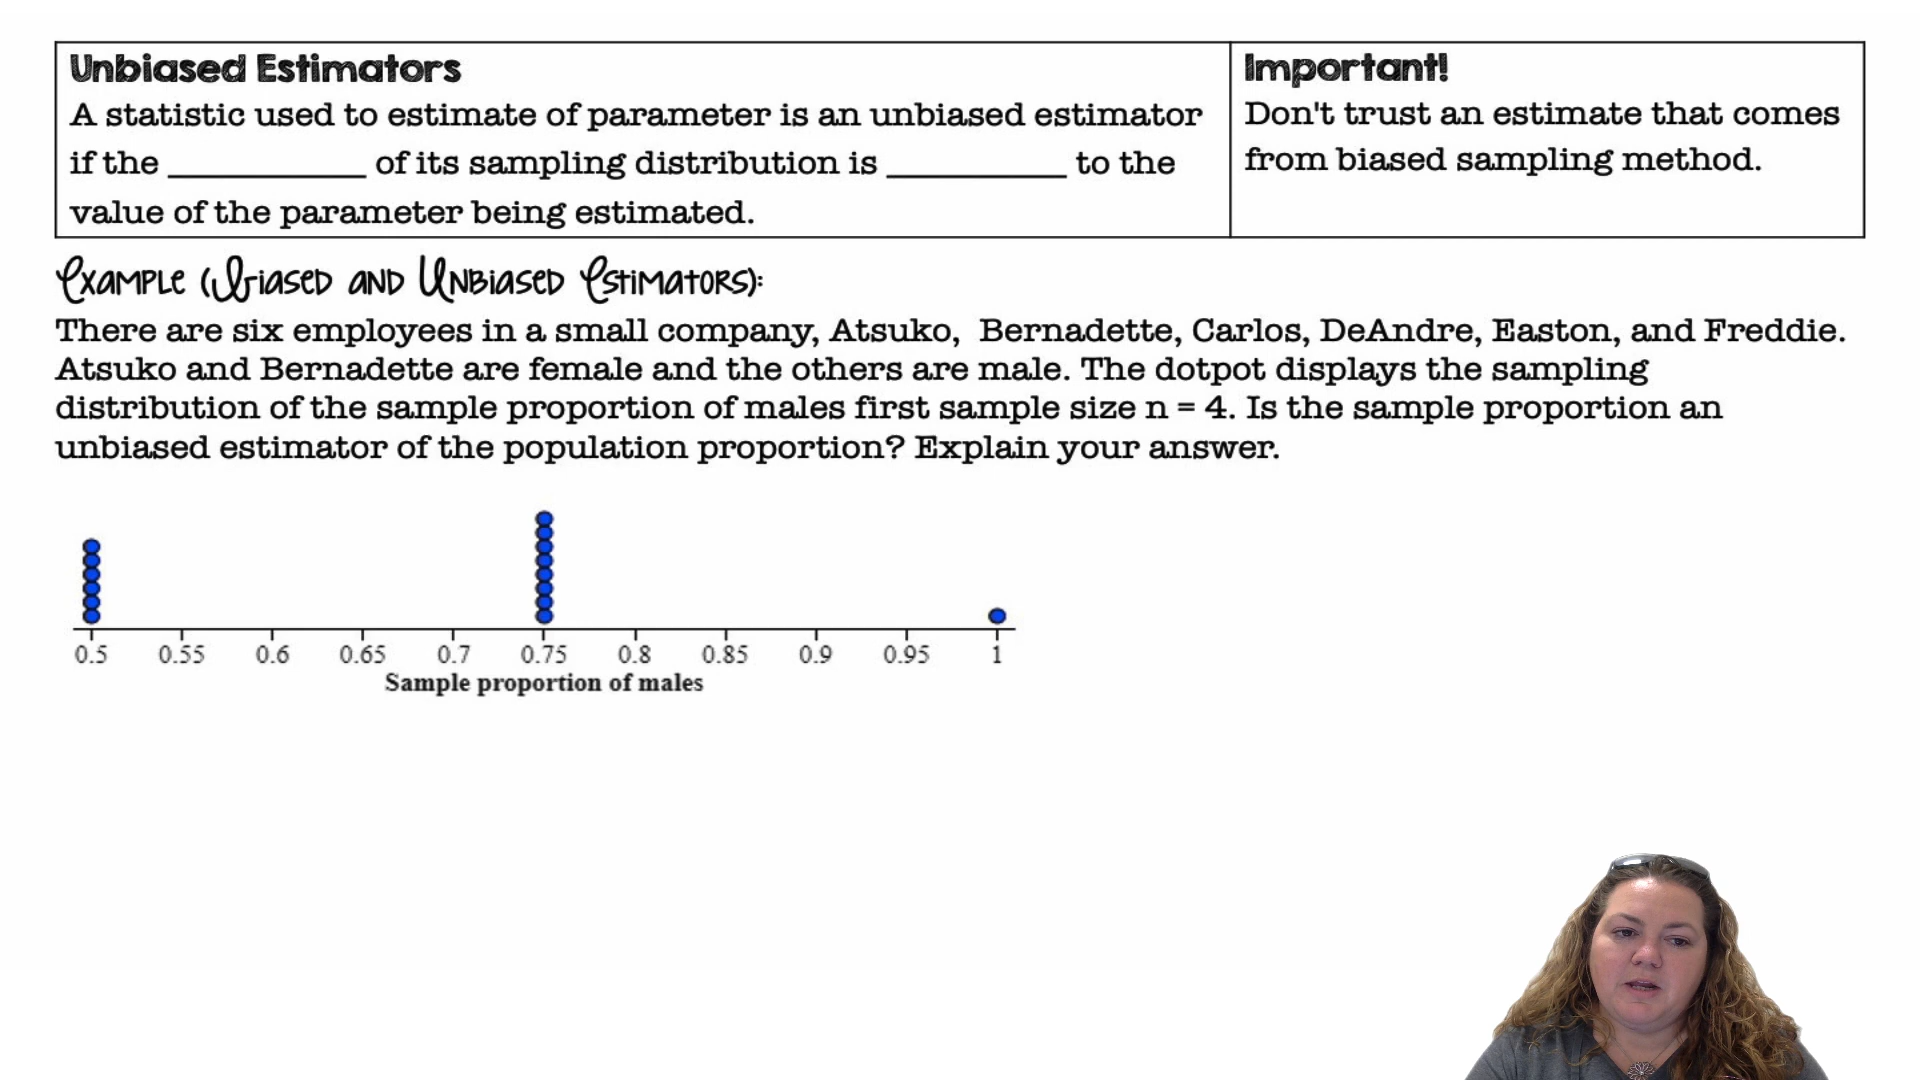 Unbiased Estimators
A statistic used to estimate of parameter is an unbiased estimator
if the ___________ of its sampling distribution is __________ to the
value of the parameter being estimated.
Important!
Don't trust an estimate that comes
from biased sampling method.
Example (Biased and Unbiased Estimators):
There are six employees in a small company, Atsuko, Bernadette, Carlos, DeAndre, Easton, and Freddie.
Atsuko and Bernadette are female and the others are male. The dotpot displays the sampling
distribution of the sample proportion of males first sample size n = 4. Is the sample proportion an
unbiased estimator of the population proportion? Explain your answer.
0.5 0.55 0.6 0.65 0.7 0.75 0.8 0.85 0.9 0.95 1
Sample proportion of males